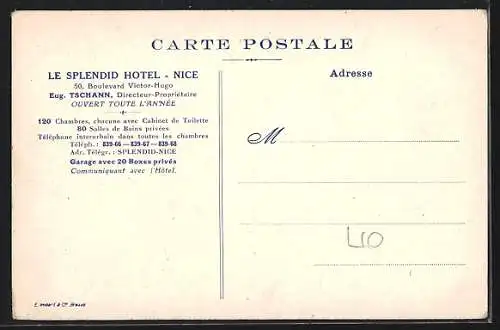 CARTE POSTALE
LE SPLENDID HOTEL - NICE
50, Boulevard Victor-Hugo
Eug. TSCHANN, Directeur-Propriétaire
OUVERT TOUTE L'ANNÉE
120 Chambres, chacune avec Cabinet de Toilette
80 Salles de Bains privées
Téléphone interurbain dans toutes les chambres
Téléph. : 839-66 — 839-67 — 839-68
Adr. Télégr. : SPLENDID-NICE
Garage avec 20 Boxes privés
Communiquant avec l'Hôtel.
Adresse
M
L10